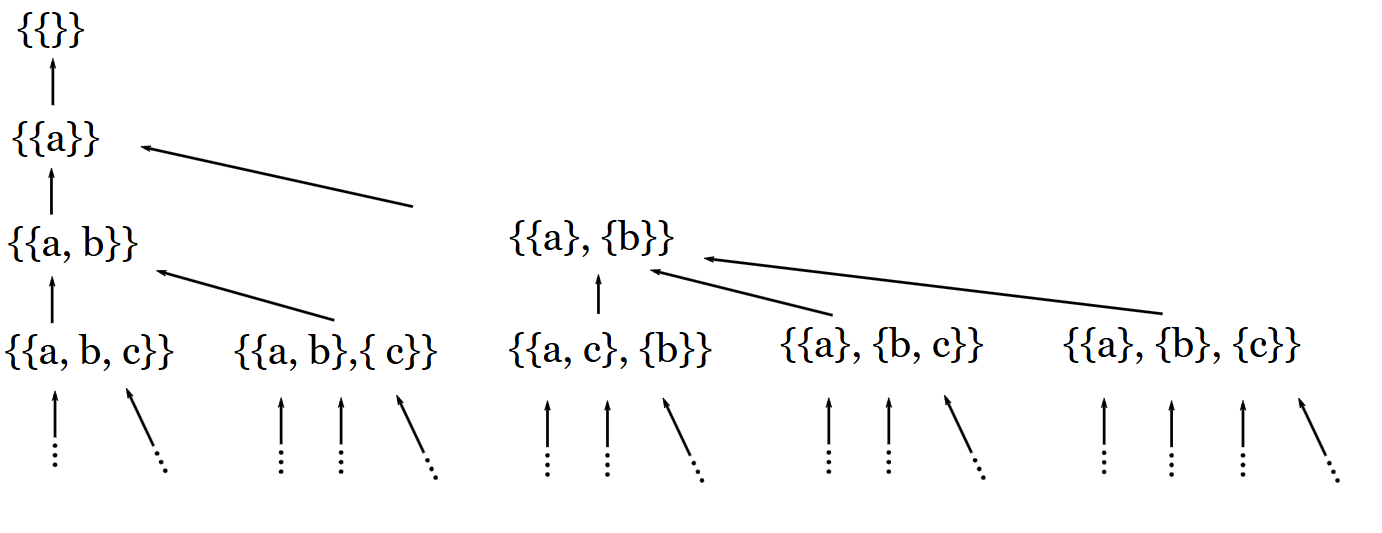 {{}}
{{a}}
{{a, b}} {{a}, {b}}
{{a, b, c}} {{a, b},{ c}} {{a, c}, {b}} {{a}, {b, c}} {{a}, {b}, {c}}